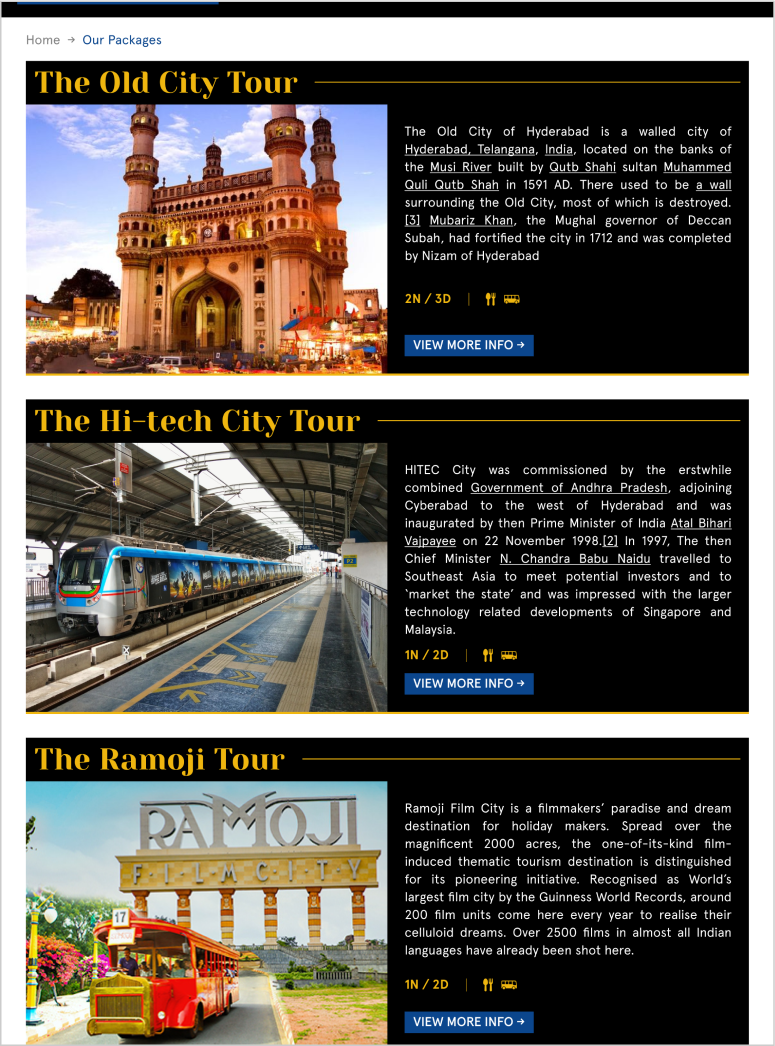 Home → Our Packages
The Old City Tour
The Old City of Hyderabad is a walled city of
Hyderabad, Telangana, India, located on the banks of
the Musi River built by Qutb Shahi sultan Muhammed
Quli Qutb Shah in 1591 AD. There used to be a wall
surrounding the Old City, most of which is destroyed.
[3] Mubariz Khan, the Mughal governor of Deccan
Subah, had fortified the city in 1712 and was completed
by Nizam of Hyderabad
2N / 3D |
VIEW MORE INFO →
The Hi-tech City Tour
HITEC City was commissioned by the erstwhile
combined Government of Andhra Pradesh, adjoining
Cyberabad to the west of Hyderabad and was
inaugurated by then Prime Minister of India Atal Bihari
Vajpayee on 22 November 1998.[2] In 1997, The then
Chief Minister N. Chandra Babu Naidu travelled to
Southeast Asia to meet potential investors and to
‘market the state’ and was impressed with the larger
technology related developments of Singapore and
Malaysia.
1N / 2D |
VIEW MORE INFO →
The Ramoji Tour
RAMOJI
FILMCITY
17
Ramoji Film City is a filmmakers’ paradise and dream
destination for holiday makers. Spread over the
magnificent 2000 acres, the one-of-its-kind film-
induced thematic tourism destination is distinguished
for its pioneering initiative. Recognised as World’s
largest film city by the Guinness World Records, around
200 film units come here every year to realise their
celluloid dreams. Over 2500 films in almost all Indian
languages have already been shot here.
1N / 2D |
VIEW MORE INFO →